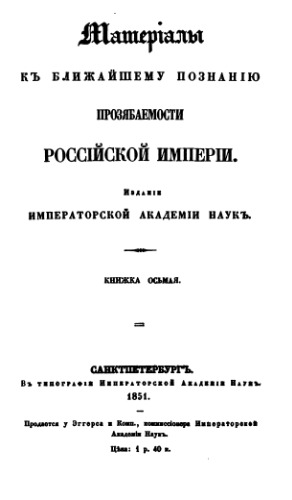 Матеріалы
КЪ БЛИЖАЙШЕМУ ПОЗНАНІЮ
ПРОЗЯБАЕМОСТИ
РОССІЙСКОЙ ИМПЕРІИ.
Изданіи
ИМПЕРАТОРСКОЙ АКАДЕМІИ НАУКЪ.
КНИЖКА ОСЬМАЯ.
САНКТПЕТЕРБУРГЪ.
Въ типографіи Императорской Академіи Наукъ.
1851.
Продается у Эггерса и Комп., коммиссіонера Императорской
Академіи Наукъ.
Цѣна: 1 р. 40 к.